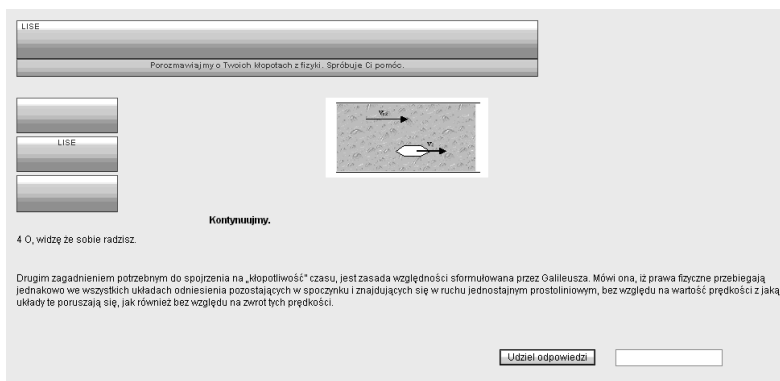 LISE
Porozmawiajmy o Twoich kłopotach z fizyki. Spróbuje Ci pomóc.
LISE
Kontynuujmy.
4 O, widzę że sobie radzisz.
Drugim zagadnieniem potrzebnym do spojrzenia na „kłopotliwość" czasu, jest zasada względności sformułowana przez Galileusza. Mówi ona, iż prawa fizyczne przebiegają
jednakowo we wszystkich układach odniesienia pozostających w spoczynku i znajdujących się w ruchu jednostajnym prostoliniowym, bez względu na wartość prędkości z jaką
układy te poruszają się, jak również bez względu na zwrot tych prędkości.
Udziel odpowiedzi